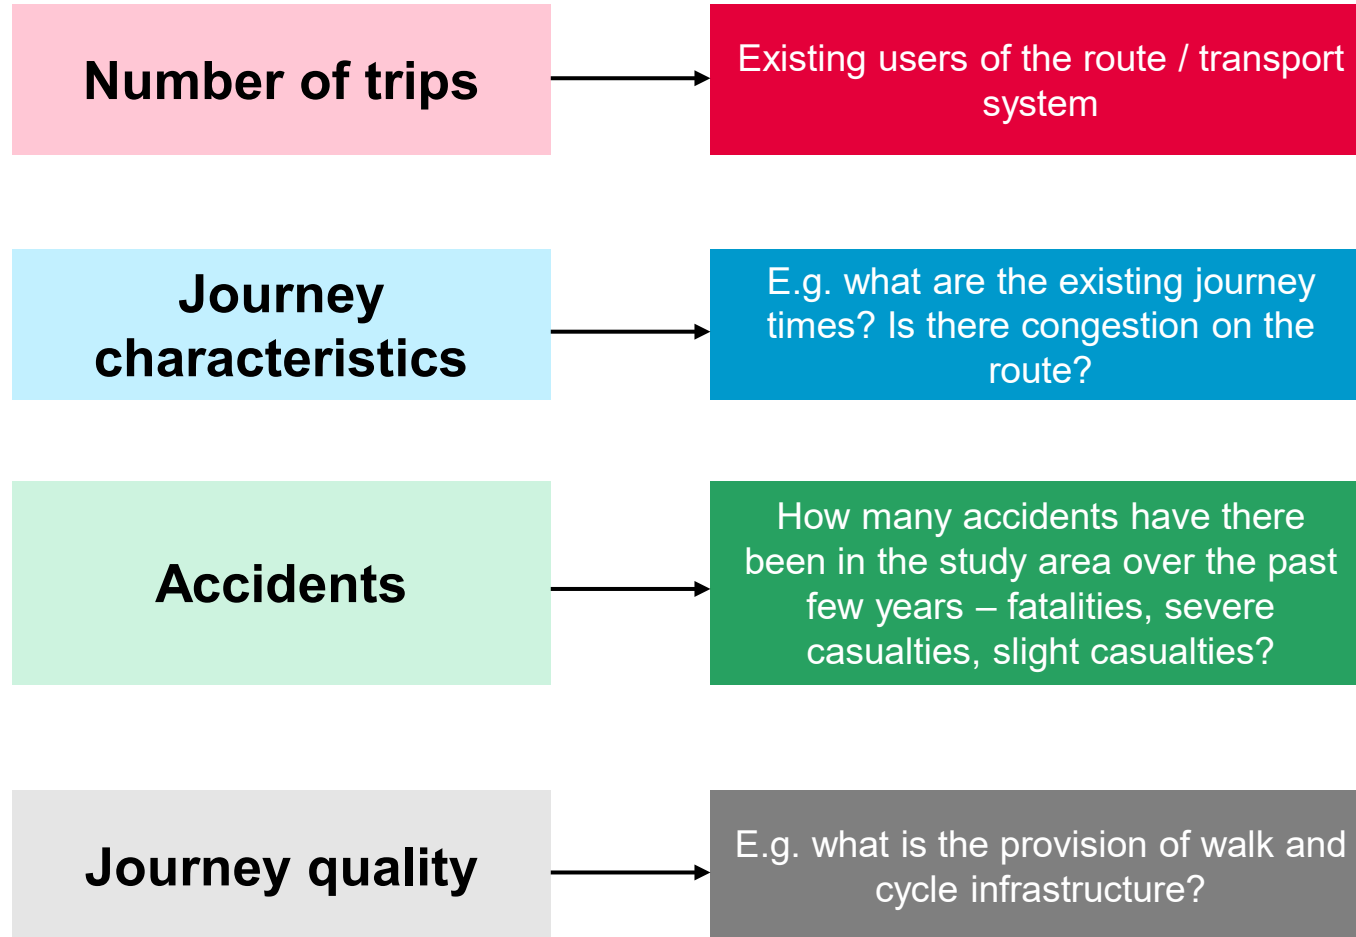 Number of trips
Existing users of the route / transport
system
Journey
characteristics
E.g. what are the existing journey
times? Is there congestion on the
route?
Accidents
How many accidents have there
been in the study area over the past
few years – fatalities, severe
casualties, slight casualties?
Journey quality
E.g. what is the provision of walk and
cycle infrastructure?